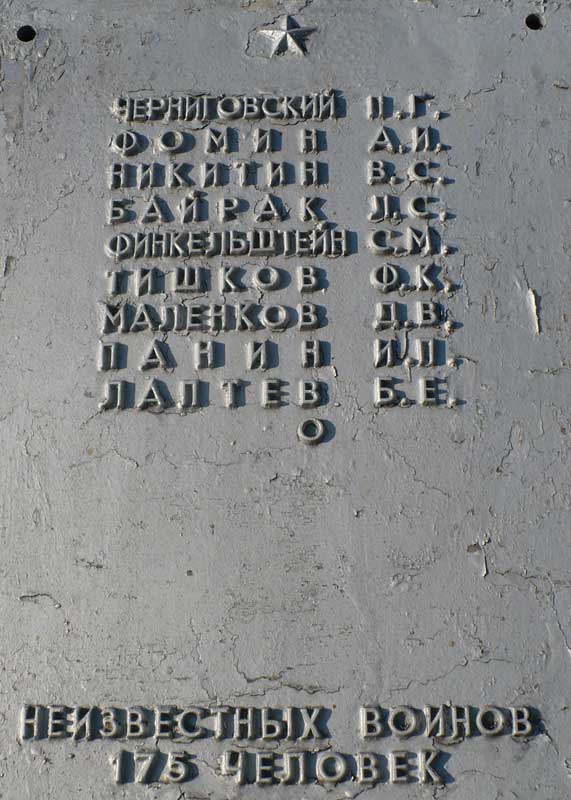 ЧЕРНИГОВСКИЙ П.Г.
ФОМИН А.И.
НИКИТИН В.С.
БАЙРАК Л.С.
ФИНКЕЛЬШТЕЙН С.М.
ТИШКОВ Ф.К.
МАЛЕНКОВ Д.В.
ПАНИН И.П.
ЛАПТЕВ Б.Е.
О
НЕИЗВЕСТНЫХ ВОИНОВ
175 ЧЕЛОВЕК